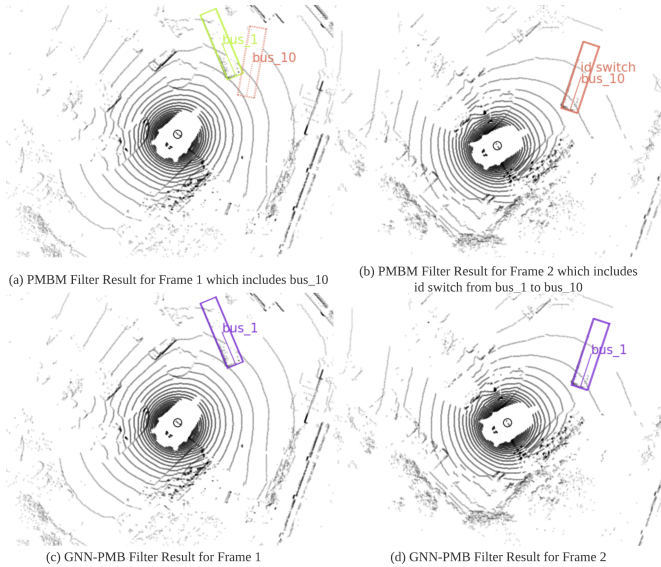 bus_1
bus_10
id switch
bus_10
(a) PMBM Filter Result for Frame 1 which includes bus_10
(b) PMBM Filter Result for Frame 2 which includes
id switch from bus_1 to bus_10
bus_1
bus_1
(c) GNN-PMB Filter Result for Frame 1
(d) GNN-PMB Filter Result for Frame 2